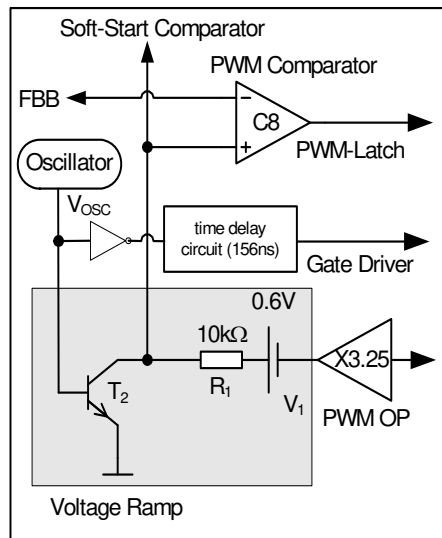 Soft-Start Comparator
PWM Comparator
FBB
C8
PWM-Latch
Oscillator
VOSC
time delay
circuit (156ns)
Gate Driver
0.6V
10kΩ
X3.25
T2
R1
V1
PWM OP
Voltage Ramp